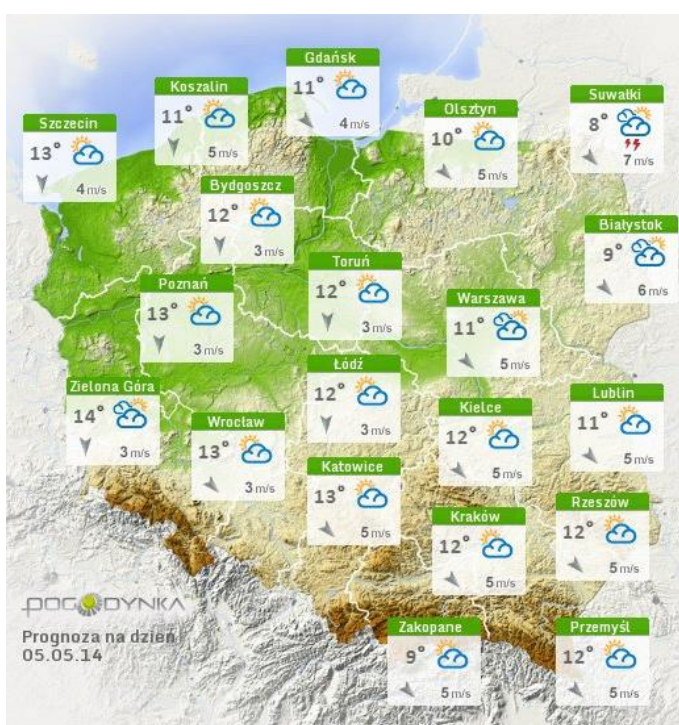 Gdańsk
11°
4 m/s
Koszalin
11°
5 m/s
Olsztyn
10°
5 m/s
Suwałki
8°
7 m/s
Szczecin
13°
4 m/s
Bydgoszcz
12°
3 m/s
Białystok
9°
6 m/s
Toruń
12°
3 m/s
Poznań
13°
3 m/s
Warszawa
11°
5 m/s
Łódź
12°
3 m/s
Zielona Góra
14°
3 m/s
Lublin
11°
5 m/s
Kielce
12°
5 m/s
Wrocław
13°
3 m/s
Katowice
13°
5 m/s
Rzeszów
12°
5 m/s
Kraków
12°
5 m/s
POGODYNKA
Prognoza na dzień
05.05.14
Zakopane
9°
5 m/s
Przemyśl
12°
5 m/s